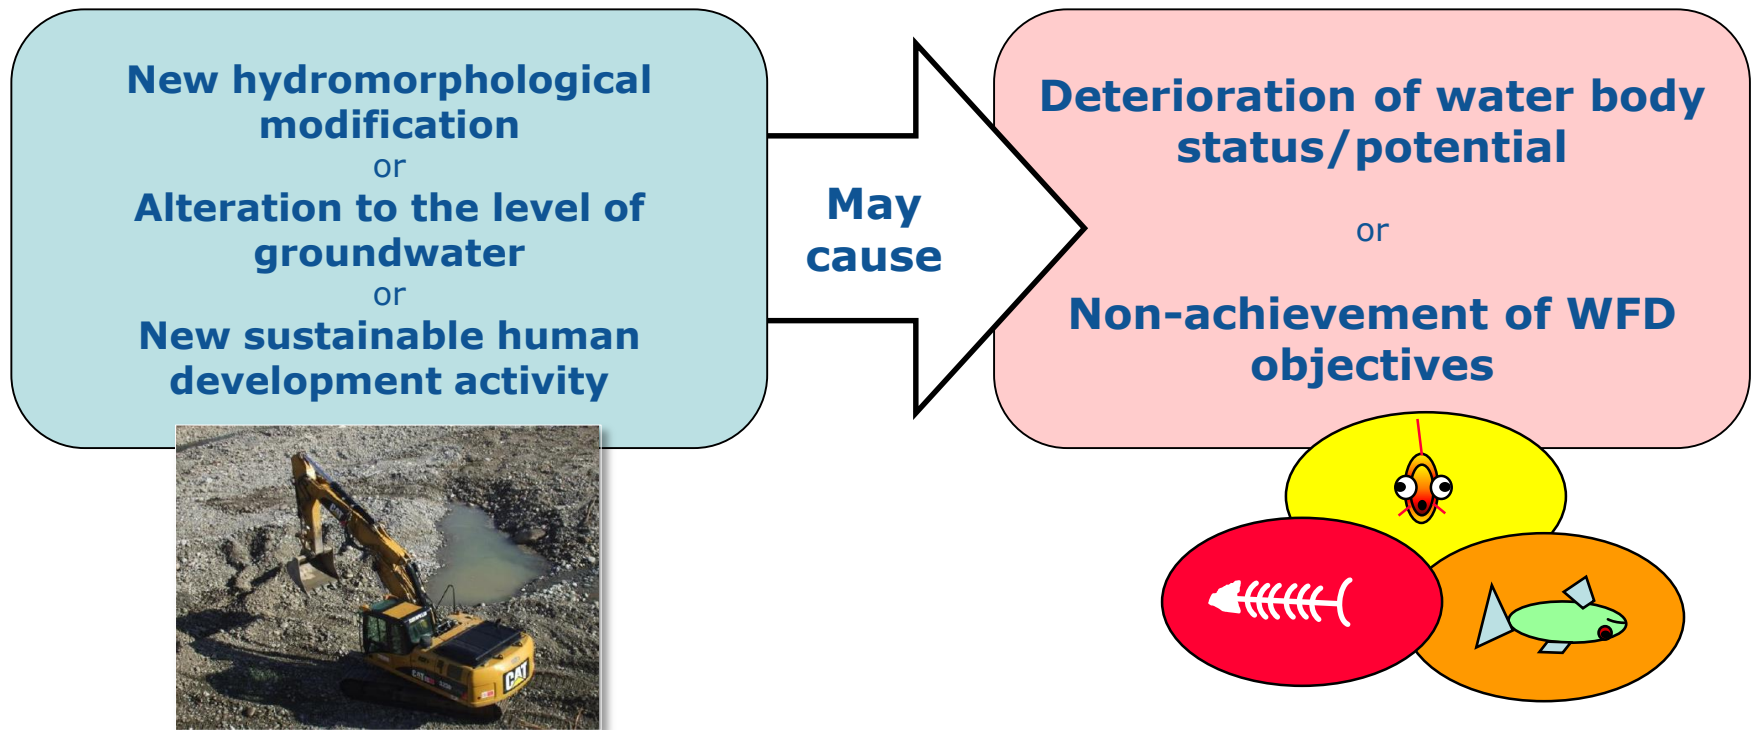 New hydromorphological
modification
or
Alteration to the level of
groundwater
or
New sustainable human
development activity
May
cause
Deterioration of water body
status/potential
or
Non-achievement of WFD
objectives
CAT